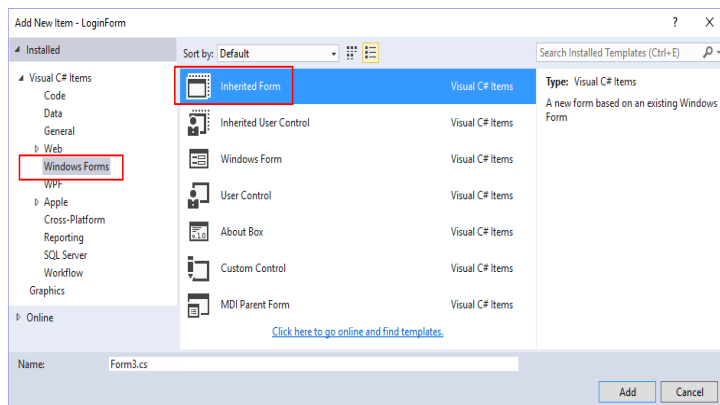 Add New Item - LoginForm ? X
Installed
Sort by: Default
Search Installed Templates (Ctrl+E)
Visual C# Items
Code
Data
General
Web
Windows Forms
WPF
Apple
Cross-Platform
Reporting
SQL Server
Workflow
Graphics
Online
Inherited Form Visual C# Items
Inherited User Control Visual C# Items
Windows Form Visual C# Items
User Control Visual C# Items
About Box Visual C# Items
Custom Control Visual C# Items
MDI Parent Form Visual C# Items
Click here to go online and find templates.
Type: Visual C# Items
A new form based on an existing Windows
Form
Name: Form3.cs
Add Cancel